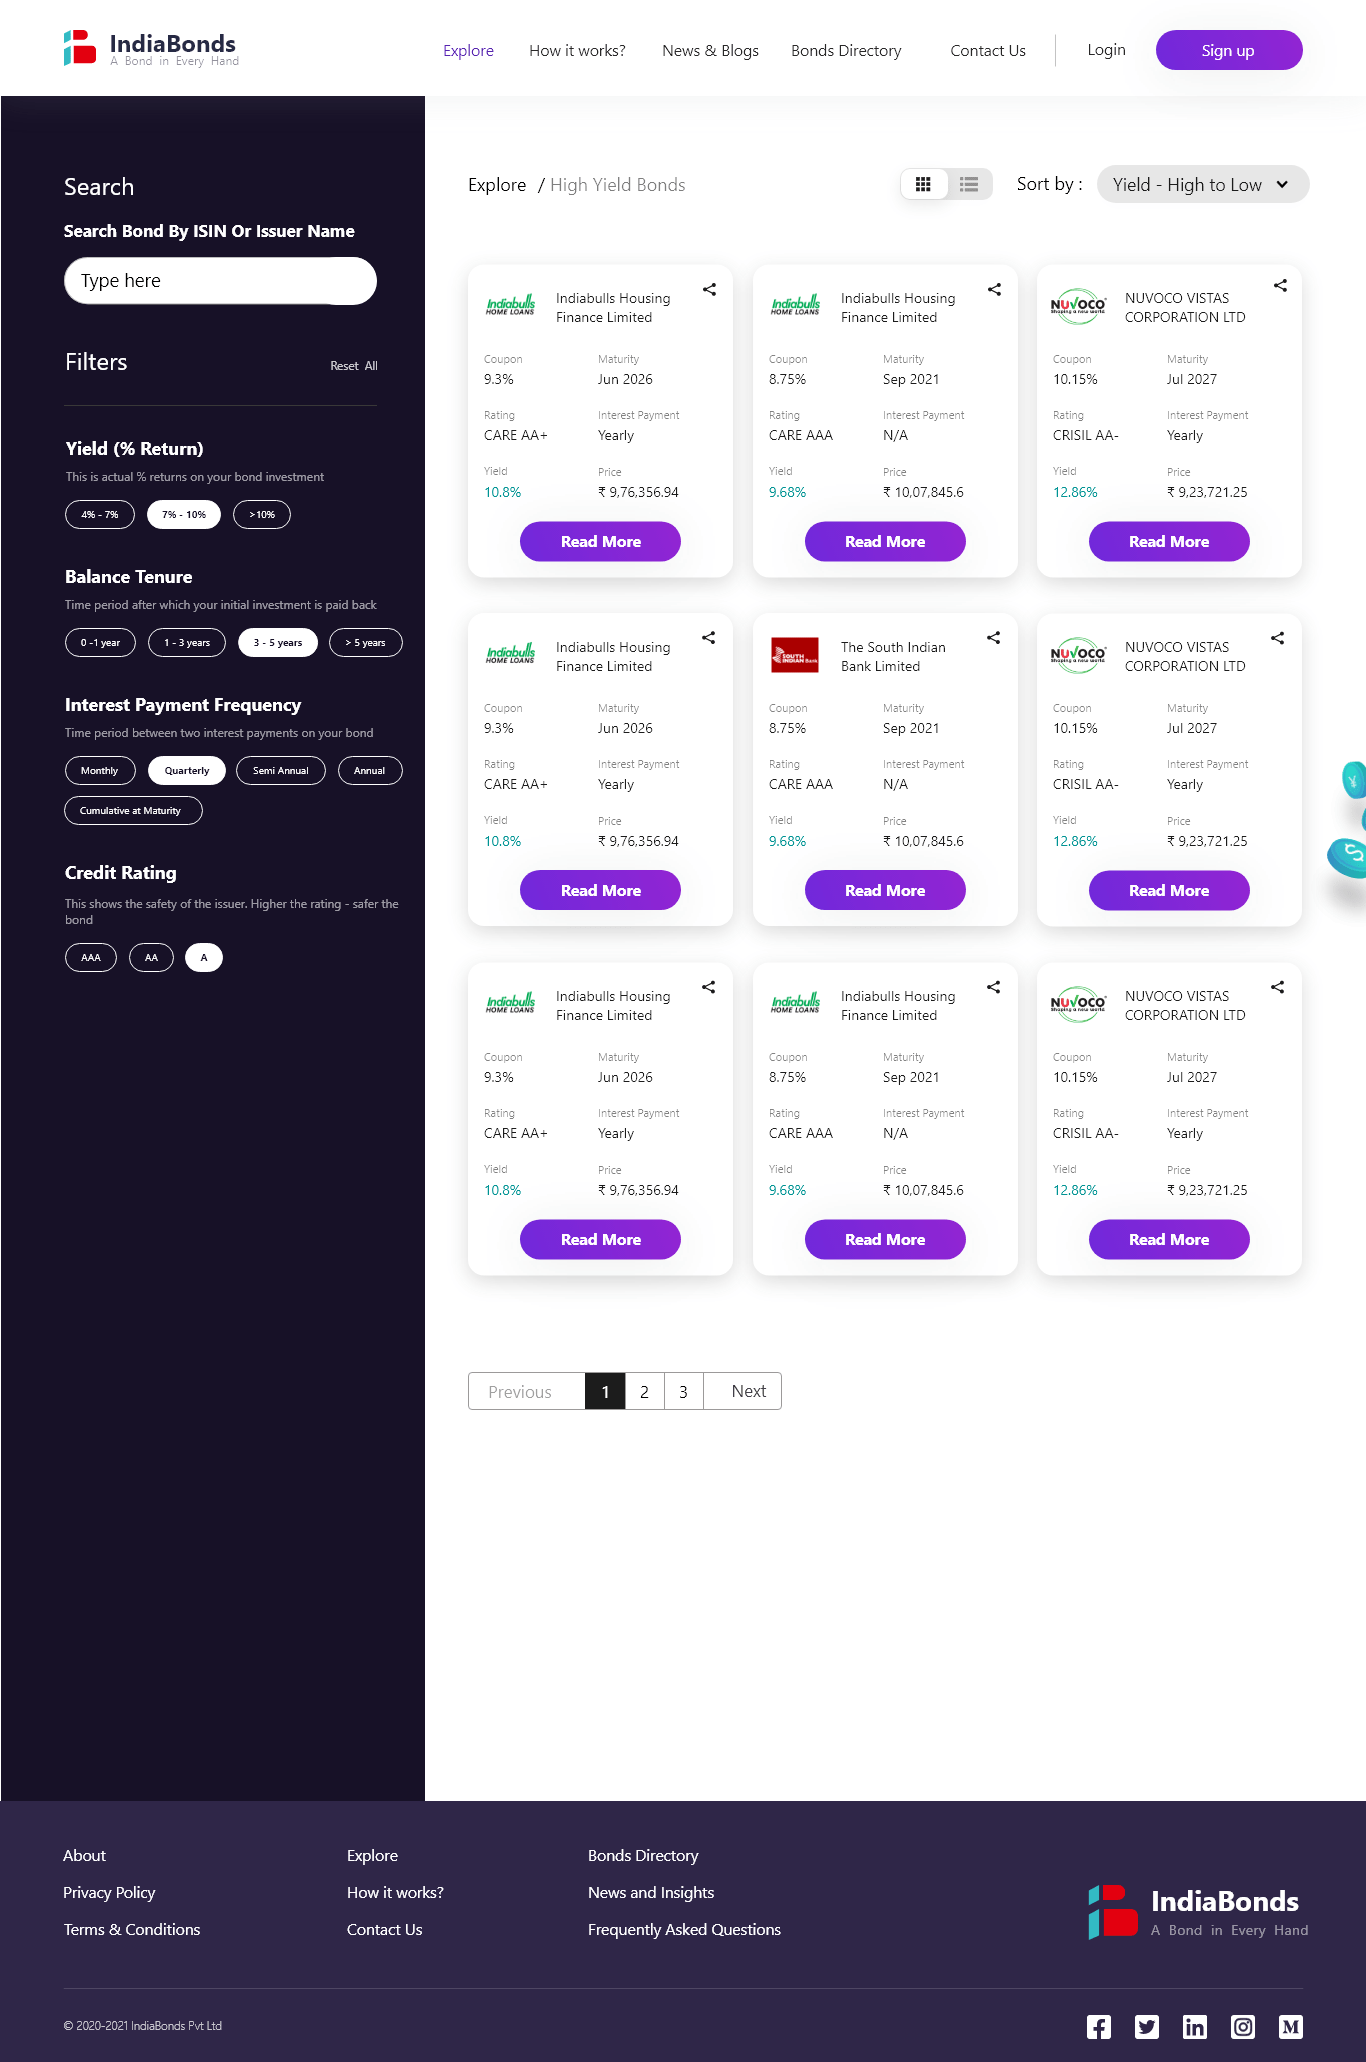 IndiaBonds
A Bond in Every Hand
Explore How it works? News & Blogs Bonds Directory Contact Us Login Sign up
Search
Search Bond By ISIN Or Issuer Name
Type here
Filters Reset All
Yield (% Return)
This is actual % returns on your bond investment
4% - 7% 7% - 10% >10%
Balance Tenure
Time period after which your initial investment is paid back
0 -1 year 1 - 3 years 3 - 5 years > 5 years
Interest Payment Frequency
Time period between two interest payments on your bond
Monthly Quarterly Semi Annual Annual
Cumulative at Maturity
Credit Rating
This shows the safety of the issuer. Higher the rating - safer the
bond
AAA AA A
Explore / High Yield Bonds Sort by : Yield - High to Low
Indiabulls
HOME LOANS
Indiabulls Housing
Finance Limited
Coupon Maturity
9.3% Jun 2026
Rating Interest Payment
CARE AA+ Yearly
Yield Price
10.8% ₹ 9,76,356.94
Read More
Indiabulls
HOME LOANS
Indiabulls Housing
Finance Limited
Coupon Maturity
8.75% Sep 2021
Rating Interest Payment
CARE AAA N/A
Yield Price
9.68% ₹ 10,07,845.6
Read More
NUVOCO
Shaping a new world
NUVOCO VISTAS
CORPORATION LTD
Coupon Maturity
10.15% Jul 2027
Rating Interest Payment
CRISIL AA- Yearly
Yield Price
12.86% ₹ 9,23,721.25
Read More
Indiabulls
HOME LOANS
Indiabulls Housing
Finance Limited
Coupon Maturity
9.3% Jun 2026
Rating Interest Payment
CARE AA+ Yearly
Yield Price
10.8% ₹ 9,76,356.94
Read More
SOUTH
INDIAN Bank
The South Indian
Bank Limited
Coupon Maturity
8.75% Sep 2021
Rating Interest Payment
CARE AAA N/A
Yield Price
9.68% ₹ 10,07,845.6
Read More
NUVOCO
Shaping a new world
NUVOCO VISTAS
CORPORATION LTD
Coupon Maturity
10.15% Jul 2027
Rating Interest Payment
CRISIL AA- Yearly
Yield Price
12.86% ₹ 9,23,721.25
Read More
Indiabulls
HOME LOANS
Indiabulls Housing
Finance Limited
Coupon Maturity
9.3% Jun 2026
Rating Interest Payment
CARE AA+ Yearly
Yield Price
10.8% ₹ 9,76,356.94
Read More
Indiabulls
HOME LOANS
Indiabulls Housing
Finance Limited
Coupon Maturity
8.75% Sep 2021
Rating Interest Payment
CARE AAA N/A
Yield Price
9.68% ₹ 10,07,845.6
Read More
NUVOCO
Shaping a new world
NUVOCO VISTAS
CORPORATION LTD
Coupon Maturity
10.15% Jul 2027
Rating Interest Payment
CRISIL AA- Yearly
Yield Price
12.86% ₹ 9,23,721.25
Read More
Previous 1 2 3 Next
About
Privacy Policy
Terms & Conditions
Explore
How it works?
Contact Us
Bonds Directory
News and Insights
Frequently Asked Questions
IndiaBonds
A Bond in Every Hand
© 2020-2021 IndiaBonds Pvt Ltd